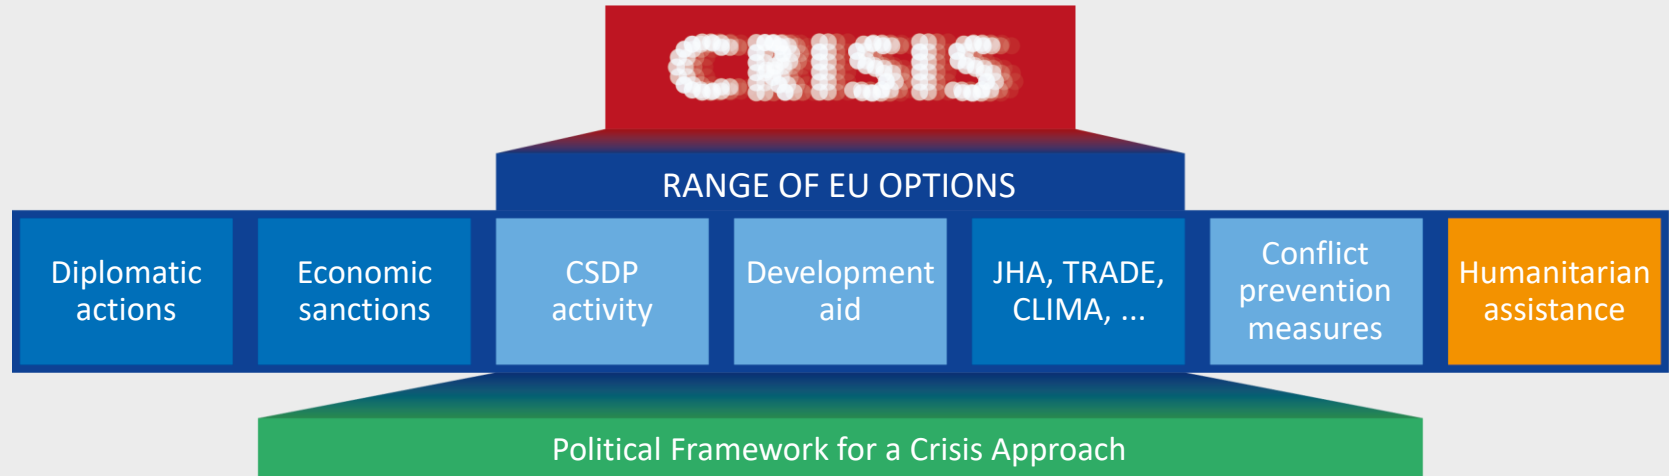 CRISIS
RANGE OF EU OPTIONS
Diplomatic
actions
Economic
sanctions
CSDP
activity
Development
aid
JHA, TRADE,
CLIMA, ...
Conflict
prevention
measures
Humanitarian
assistance
Political Framework for a Crisis Approach